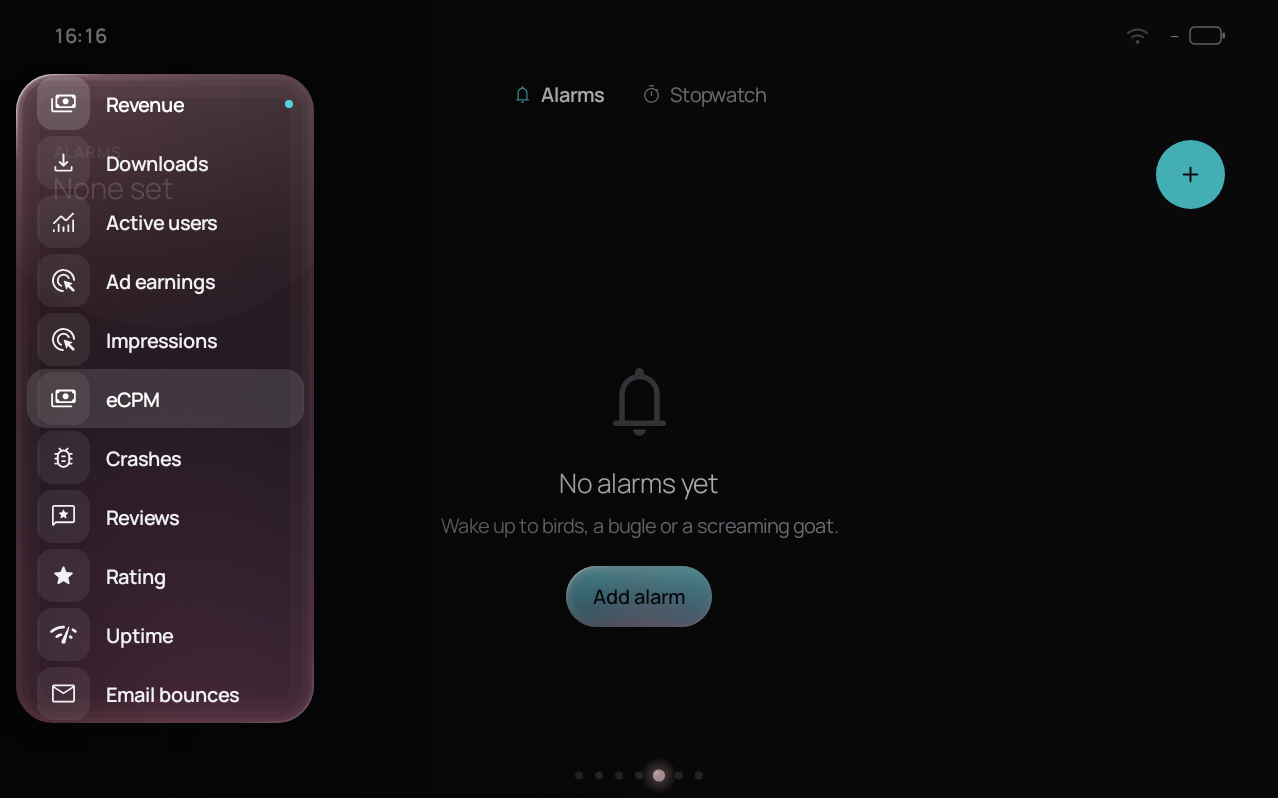 16:16
Alarms
Stopwatch
Revenue
ALARMS
Downloads
None set
Active users
Ad earnings
Impressions
eCPM
Crashes
Reviews
Rating
Uptime
Email bounces
No alarms yet
Wake up to birds, a bugle or a screaming goat.
Add alarm